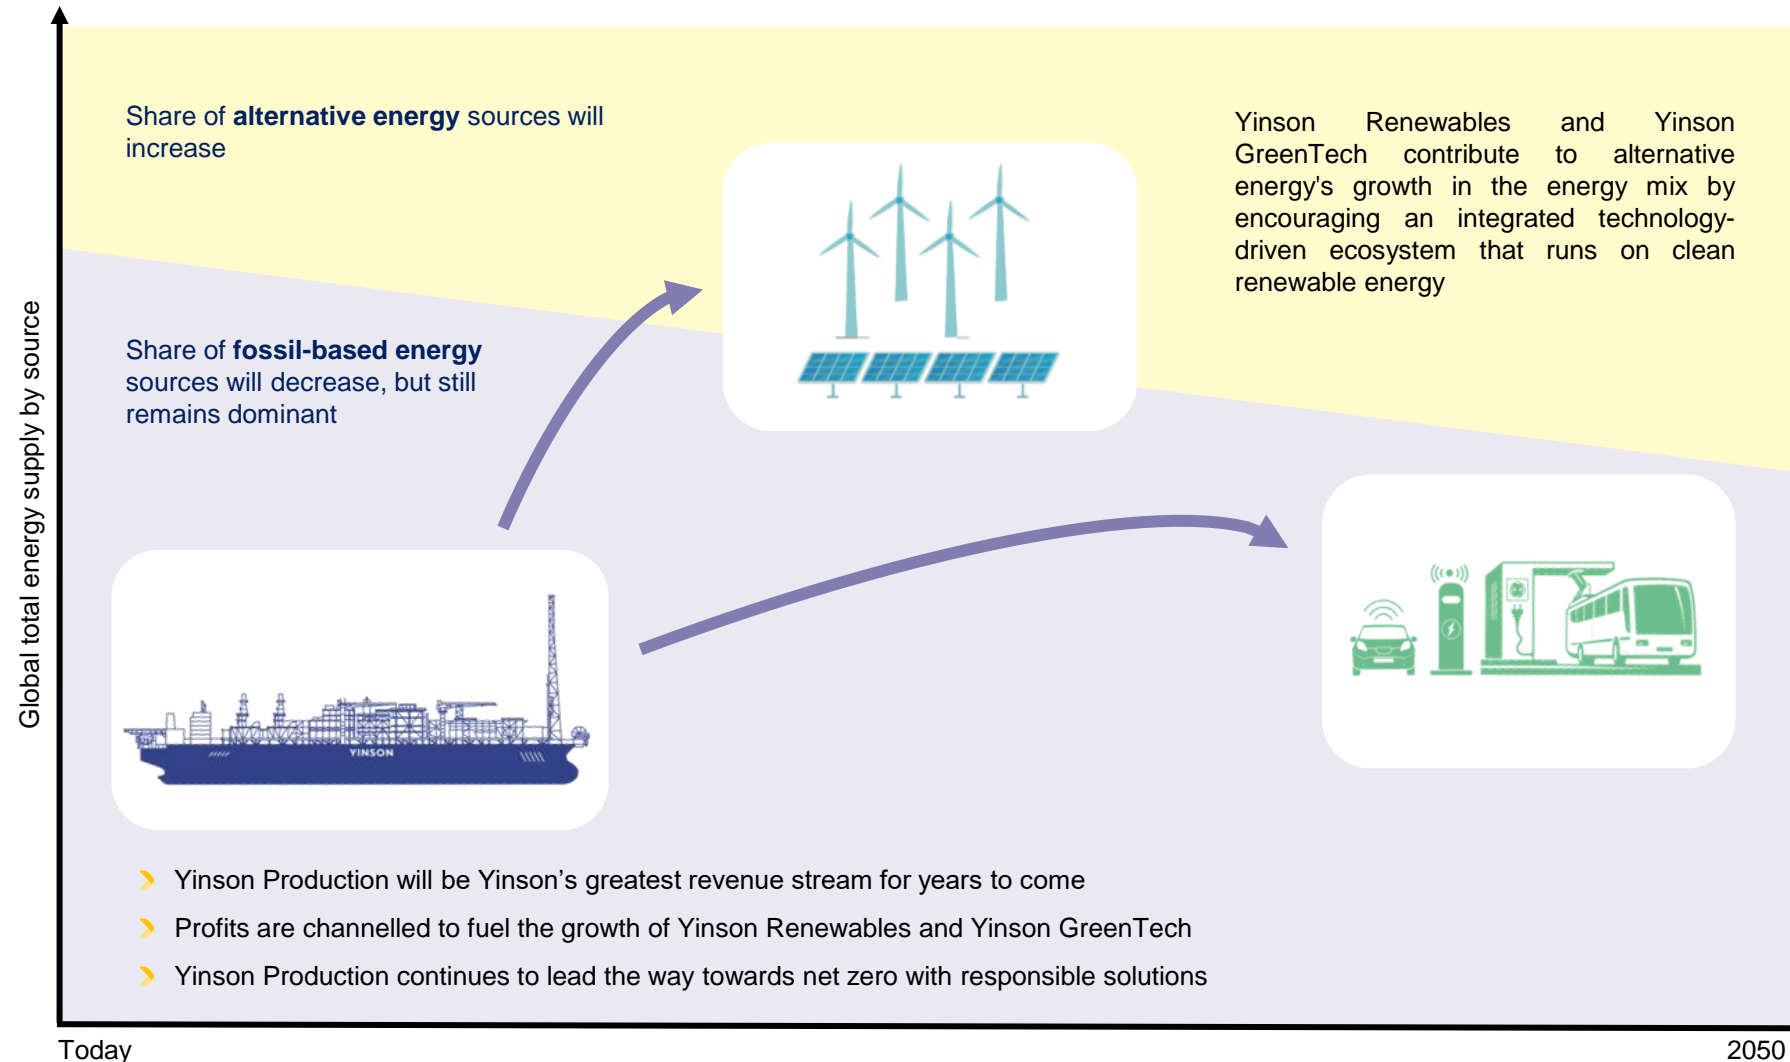 Share of alternative energy sources will
increase
Yinson Renewables and Yinson
GreenTech contribute to alternative
energy's growth in the energy mix by
encouraging an integrated technology-
driven ecosystem that runs on clean
renewable energy
Global total energy supply by source
Share of fossil-based energy
sources will decrease, but still
remains dominant
YINSON
Yinson Production will be Yinson’s greatest revenue stream for years to come
Profits are channelled to fuel the growth of Yinson Renewables and Yinson GreenTech
Yinson Production continues to lead the way towards net zero with responsible solutions
Today
2050